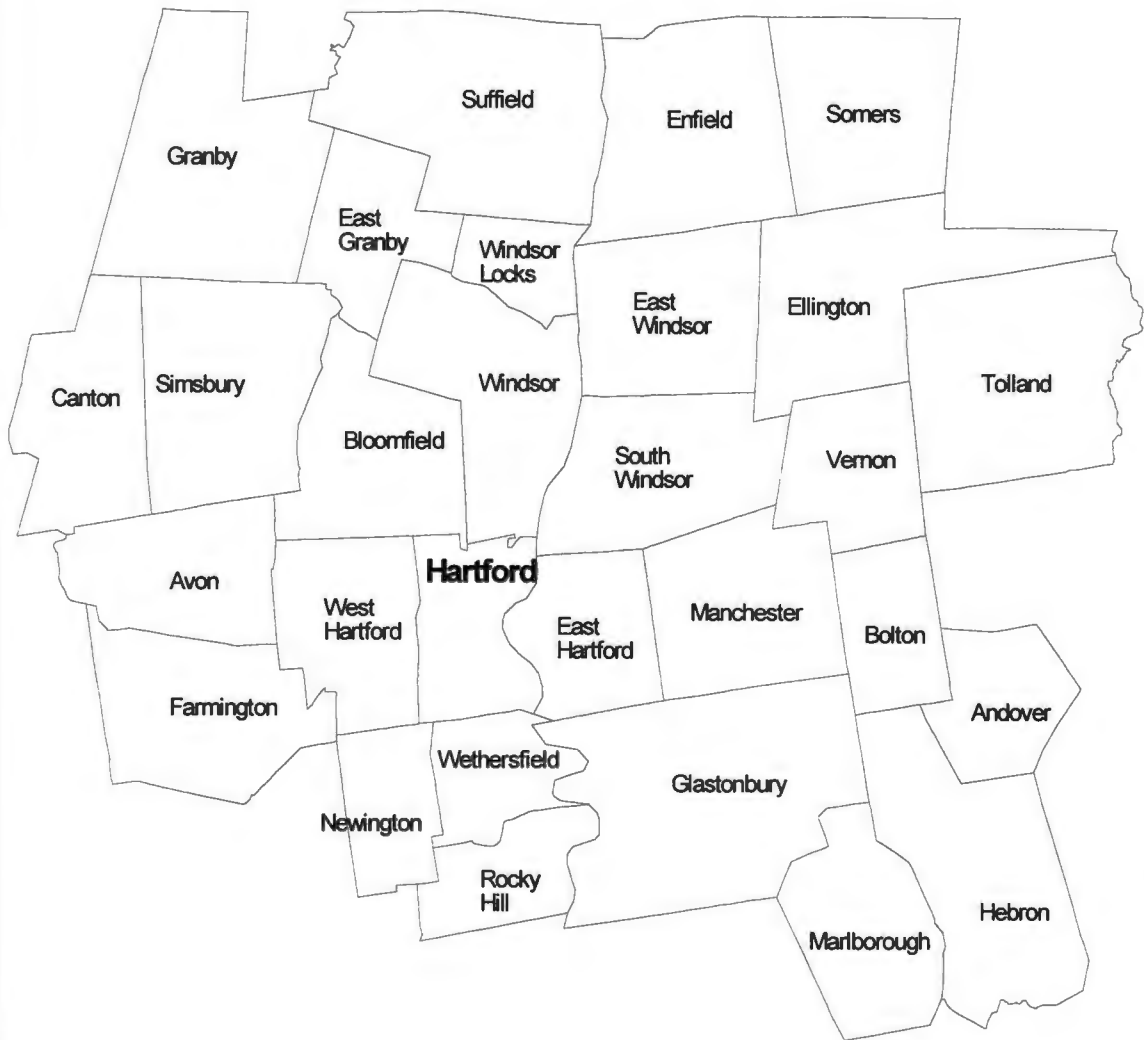 Suffield
Enfield
Somers
Granby
East
Granby
Windsor
Locks
East
Windsor
Ellington
Tolland
Canton
Simsbury
Windsor
Bloomfield
South
Windsor
Vernon
Hartford
Avon
West
Hartford
East
Hartford
Manchester
Bolton
Farmington
Andover
Wethersfield
Glastonbury
Newington
Rocky
Hill
Hebron
Marlborough